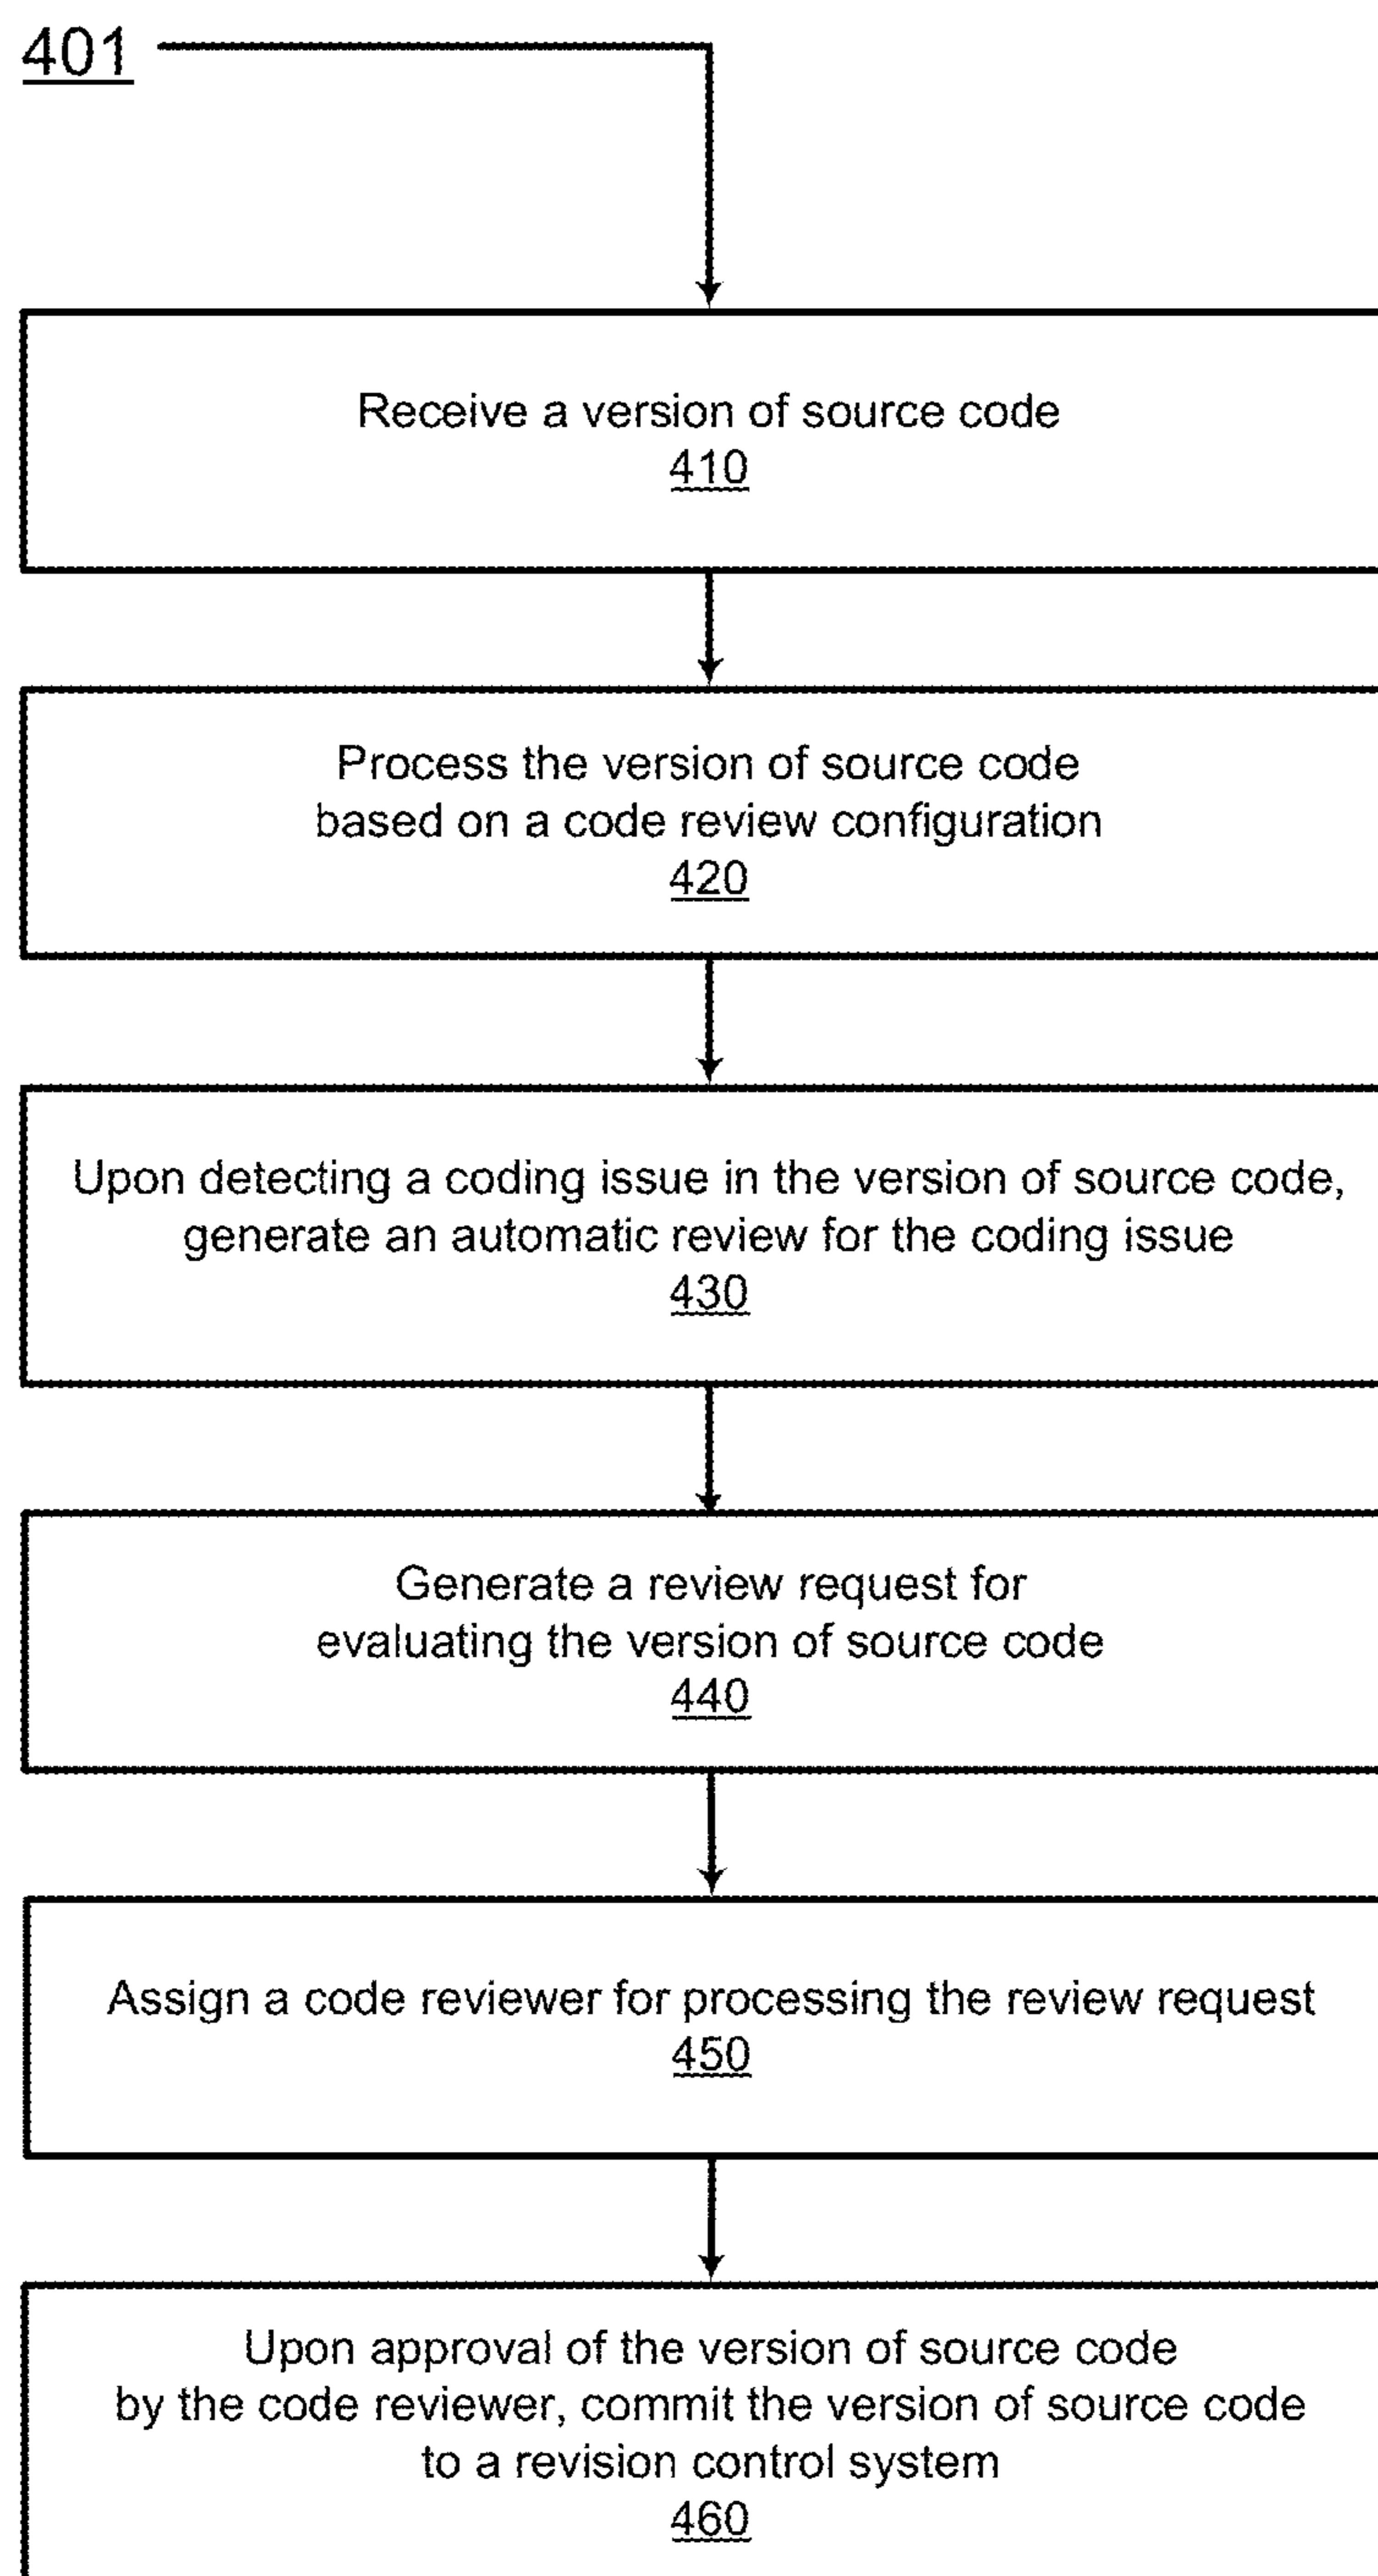 401
Receive a version of source code
410
Process the version of source code
based on a code review configuration
420
Upon detecting a coding issue in the version of source code,
generate an automatic review for the coding issue
430
Generate a review request for
evaluating the version of source code
440
Assign a code reviewer for processing the review request
450
Upon approval of the version of source code
by the code reviewer, commit the version of source code
to a revision control system
460